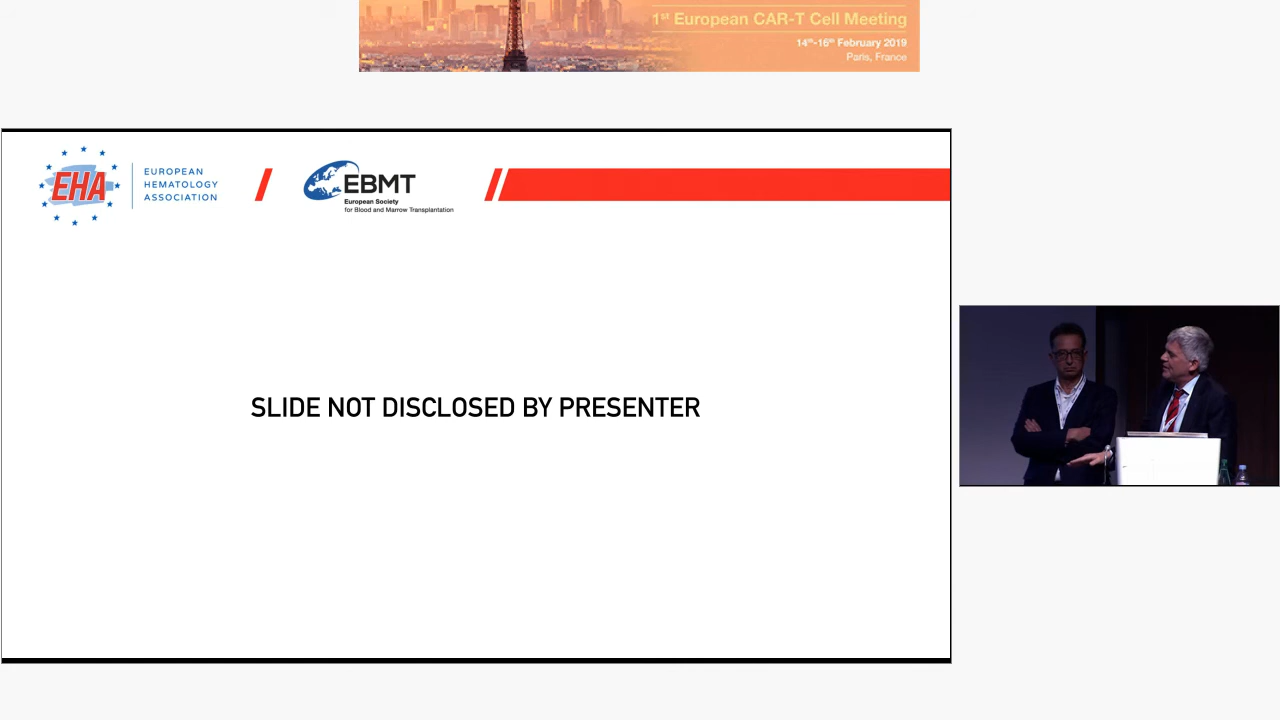 1st European CAR-T Cell Meeting
14th-16th February 2019
Paris, France
EHA
EUROPEAN
HEMATOLOGY
ASSOCIATION
EBMT
European Society
for Blood and Marrow Transplantation
SLIDE NOT DISCLOSED BY PRESENTER